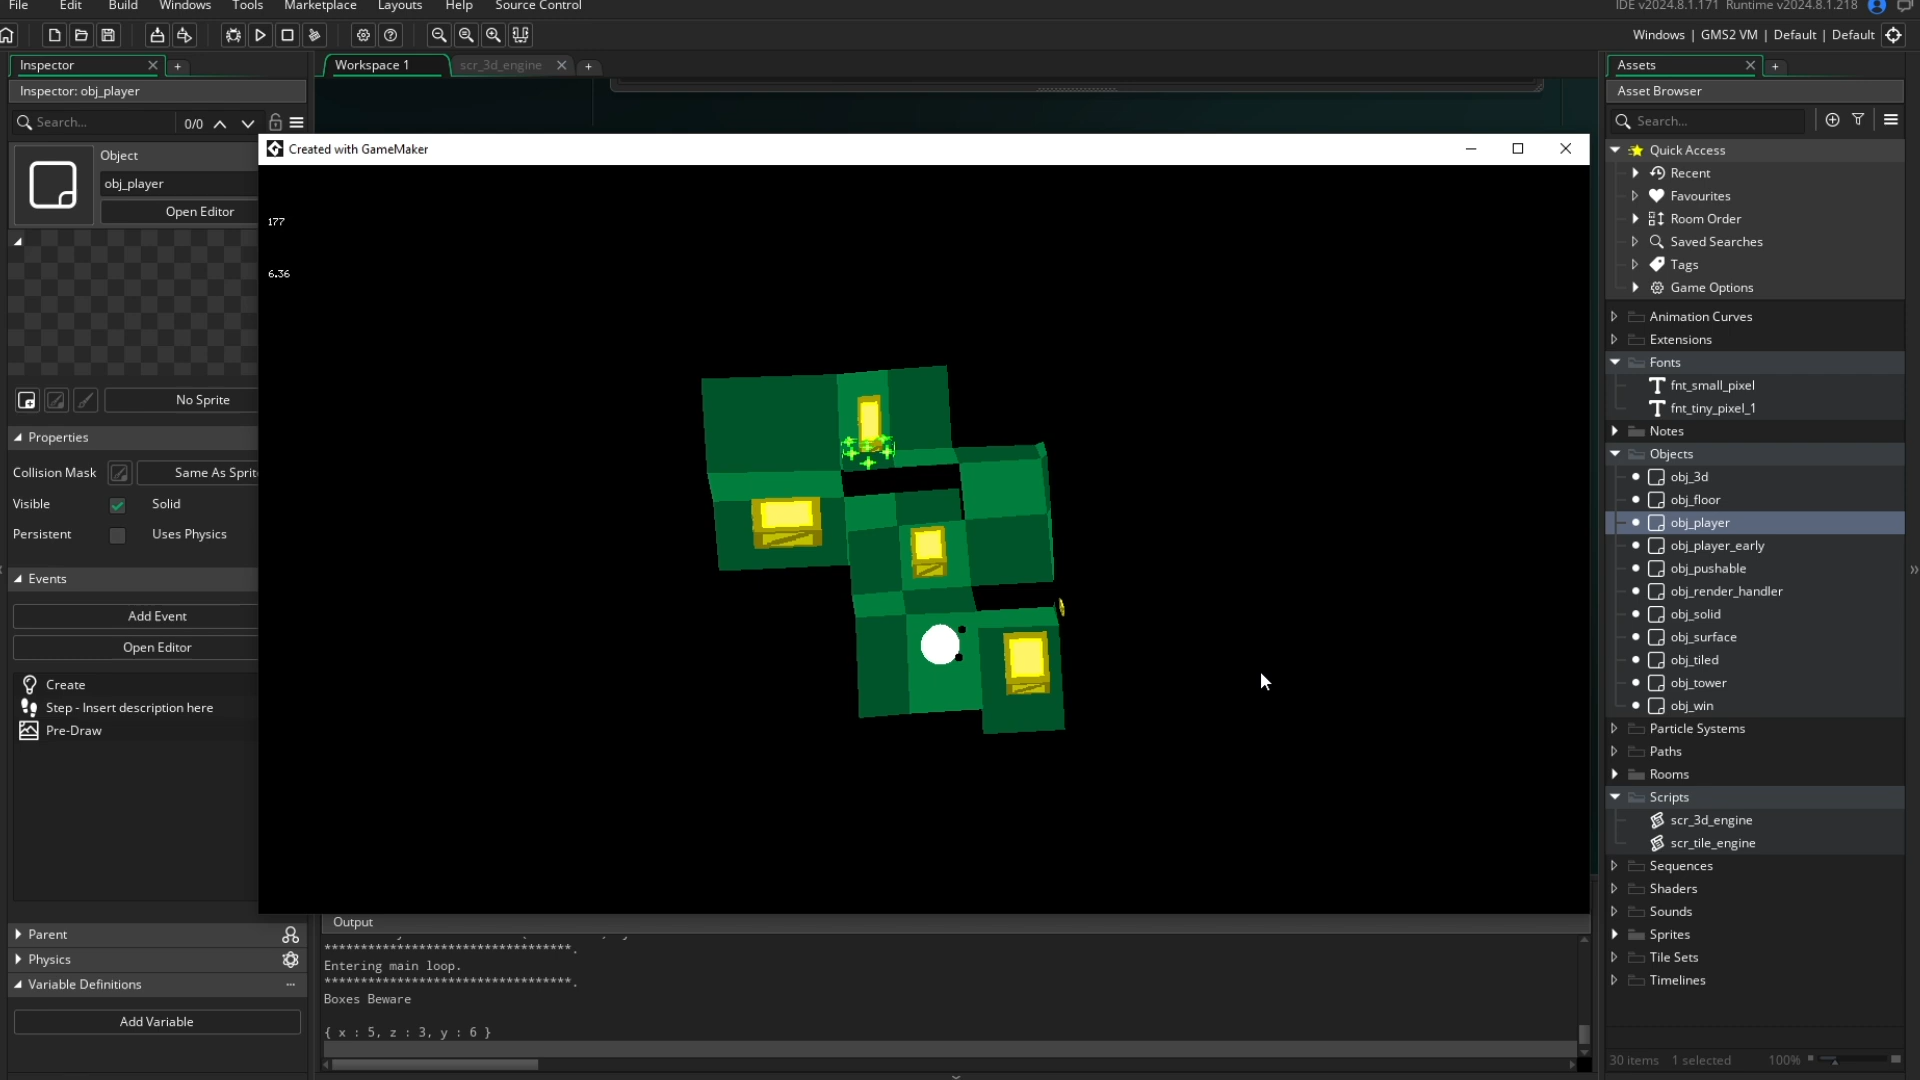 File Edit Build Windows Tools Marketplace Layouts Help Source Control
IDE v2024.8.1.171 Runtime v2024.8.1.218
Windows | GMS2 VM | Default | Default
Inspector
Workspace 1
scr_3d_engine
Assets
Inspector: obj_player
Asset Browser
Search...
0/0
Search...
Object
obj_player
Open Editor
No Sprite
Properties
Collision Mask
Same As Sprit
Visible
Solid
Persistent
Uses Physics
Events
Add Event
Open Editor
Create
Step - Insert description here
Pre-Draw
Parent
Physics
Variable Definitions
Add Variable
Created with GameMaker
177
6.36
Output
*********************************.
Entering main loop.
*********************************.
Boxes Beware
{ x : 5, z : 3, y : 6 }
Quick Access
Recent
Favourites
Room Order
Saved Searches
Tags
Game Options
Animation Curves
Extensions
Fonts
fnt_small_pixel
fnt_tiny_pixel_1
Notes
Objects
obj_3d
obj_floor
obj_player
obj_player_early
obj_pushable
obj_render_handler
obj_solid
obj_surface
obj_tiled
obj_tower
obj_win
Particle Systems
Paths
Rooms
Scripts
scr_3d_engine
scr_tile_engine
Sequences
Shaders
Sounds
Sprites
Tile Sets
Timelines
30 items 1 selected 100%